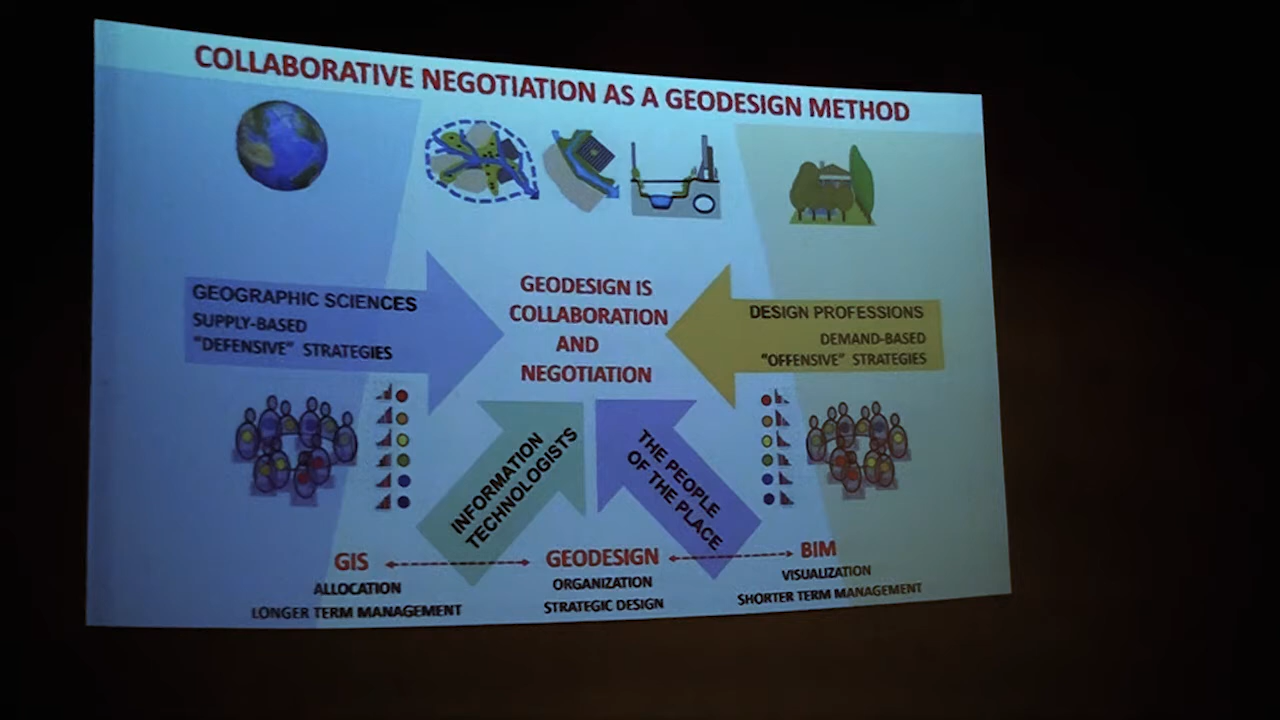 COLLABORATIVE NEGOTIATION AS A GEODESIGN METHOD
GEOGRAPHIC SCIENCES
SUPPLY-BASED
"DEFENSIVE" STRATEGIES
GEODESIGN IS
COLLABORATION
AND
NEGOTIATION
DESIGN PROFESSIONS
DEMAND-BASED
"OFFENSIVE" STRATEGIES
INFORMATION
TECHNOLOGISTS
THE PEOPLE
OF THE PLACE
GIS
ALLOCATION
LONGER TERM MANAGEMENT
GEODESIGN
ORGANIZATION
STRATEGIC DESIGN
BIM
VISUALIZATION
SHORTER TERM MANAGEMENT